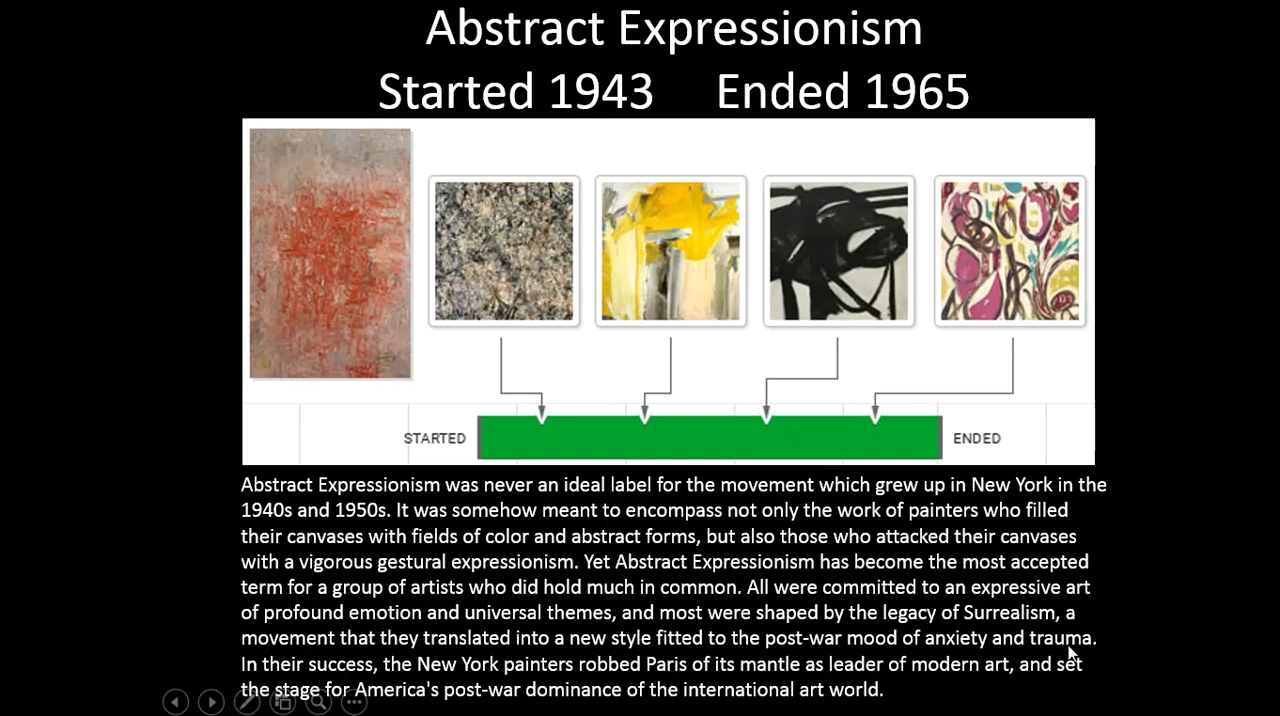 Abstract Expressionism
Started 1943 Ended 1965
STARTED
ENDED
Abstract Expressionism was never an ideal label for the movement which grew up in New York in the
1940s and 1950s. It was somehow meant to encompass not only the work of painters who filled
their canvases with fields of color and abstract forms, but also those who attacked their canvases
with a vigorous gestural expressionism. Yet Abstract Expressionism has become the most accepted
term for a group of artists who did hold much in common. All were committed to an expressive art
of profound emotion and universal themes, and most were shaped by the legacy of Surrealism, a
movement that they translated into a new style fitted to the post-war mood of anxiety and trauma.
In their success, the New York painters robbed Paris of its mantle as leader of modern art, and set
the stage for America's post-war dominance of the international art world.